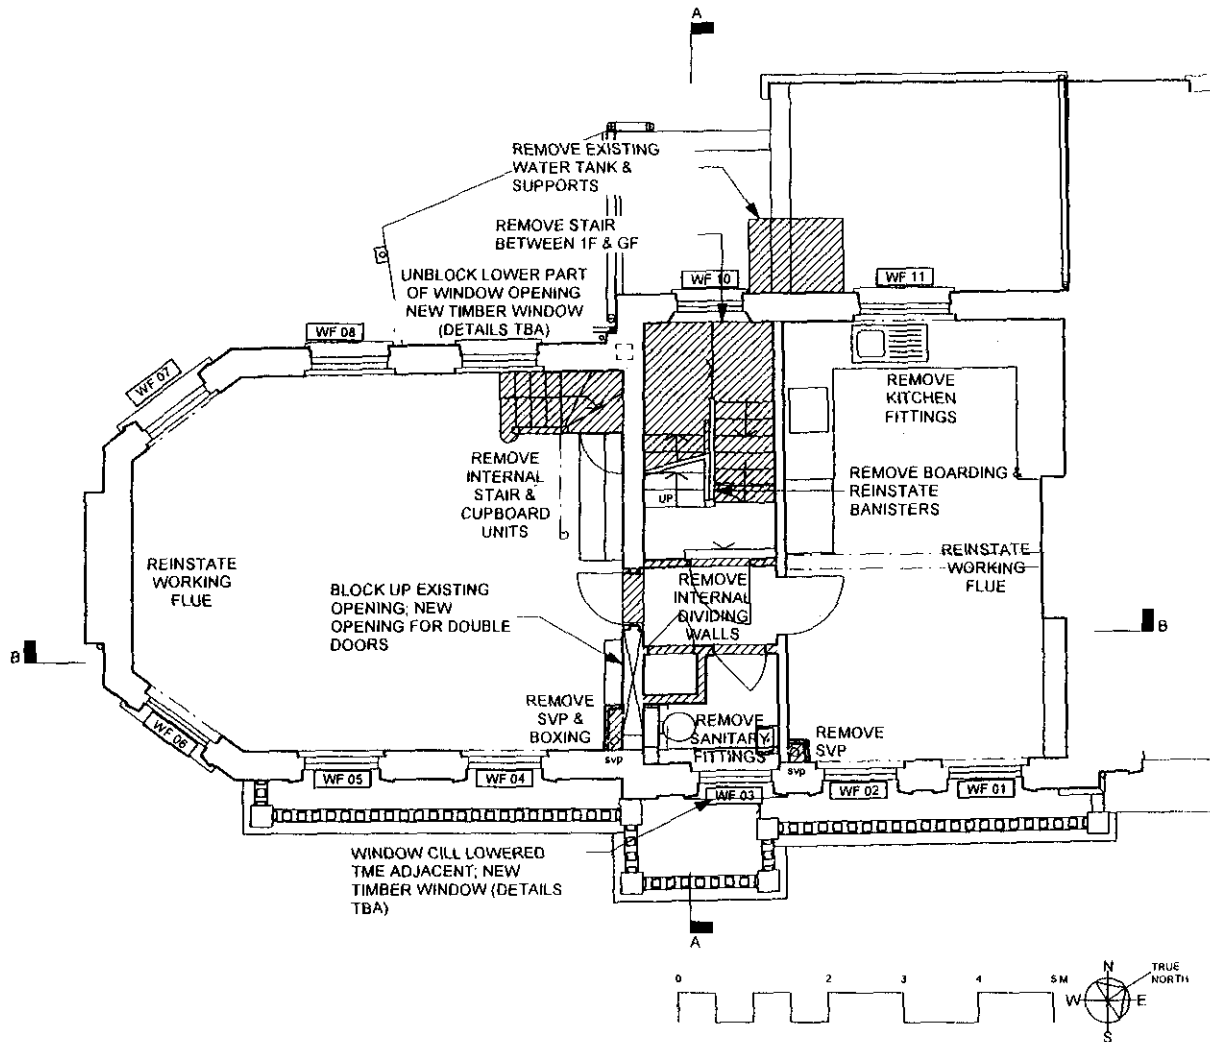 A
REMOVE EXISTING
WATER TANK &
SUPPORTS
REMOVE STAIR
BETWEEN 1F & GF
UNBLOCK LOWER PART
OF WINDOW OPENING
NEW TIMBER WINDOW
(DETAILS TBA)
WF 10
WF 11
WF 08
WF 07
REMOVE
KITCHEN
FITTINGS
REMOVE
INTERNAL
STAIR &
CUPBOARD
UNITS
UP
REMOVE BOARDING &
REINSTATE
BANISTERS
REINSTATE
WORKING
FLUE
REINSTATE
WORKING
FLUE
BLOCK UP EXISTING
OPENING; NEW
OPENING FOR DOUBLE
DOORS
REMOVE
INTERNAL
DIVIDING
WALLS
B
B
REMOVE
SVP &
BOXING
REMOVE
SANITARY
FITTINGS
REMOVE
SVP
svp
svp
WF 06
WF 05
WF 04
WF 03
WF 02
WF 01
WINDOW CILL LOWERED
TME ADJACENT; NEW
TIMBER WINDOW (DETAILS
TBA)
A
0
2
3
4
5M
N
W
E
S
TRUE
NORTH